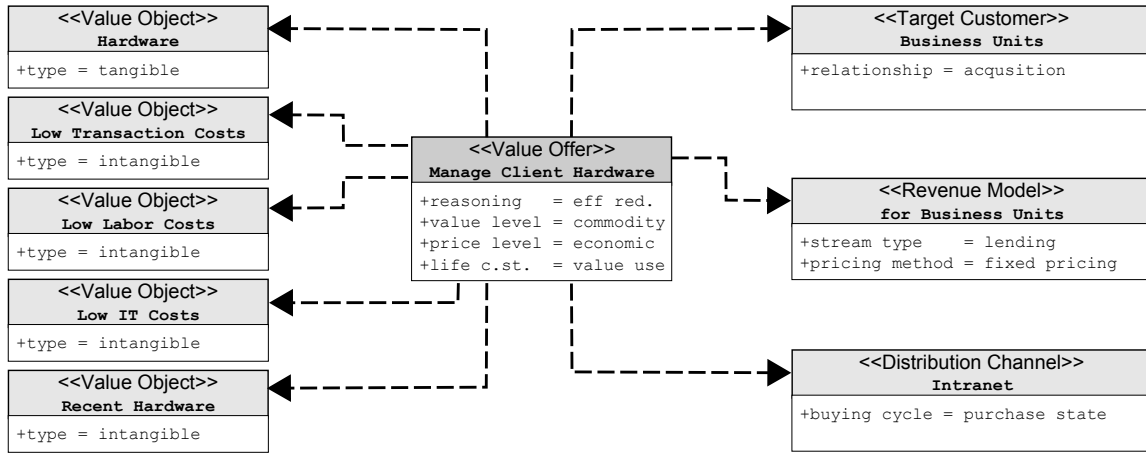 <<Value Object>>
Hardware
+type = tangible
<<Value Object>>
Low Transaction Costs
+type = intangible
<<Value Object>>
Low Labor Costs
+type = intangible
<<Value Object>>
Low IT Costs
+type = intangible
<<Value Object>>
Recent Hardware
+type = intangible
<<Value Offer>>
Manage Client Hardware
+reasoning = eff red.
+value level = commodity
+price level = economic
+life c.st. = value use
<<Target Customer>>
Business Units
+relationship = acqusition
<<Revenue Model>>
for Business Units
+stream type = lending
+pricing method = fixed pricing
<<Distribution Channel>>
Intranet
+buying cycle = purchase state